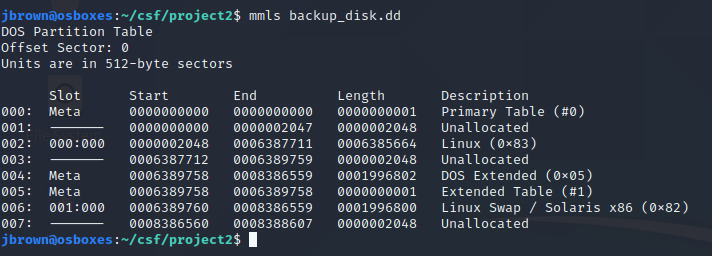 jbrown@osboxes:~/csf/project2$ mmls backup_disk.dd
DOS Partition Table
Offset Sector: 0
Units are in 512-byte sectors

      Slot      Start        End          Length       Description
000:  Meta      0000000000   0000000000   0000000001   Primary Table (#0)
001:  -------   0000000000   0000002047   0000002048   Unallocated
002:  000:000   0000002048   0006387711   0006385664   Linux (0×83)
003:  -------   0006387712   0006389759   0000002048   Unallocated
004:  Meta      0006389758   0008386559   0001996802   DOS Extended (0×05)
005:  Meta      0006389758   0006389758   0000000001   Extended Table (#1)
006:  001:000   0006389760   0008386559   0001996800   Linux Swap / Solaris x86 (0×82)
007:  -------   0008386560   0008388607   0000002048   Unallocated
jbrown@osboxes:~/csf/project2$